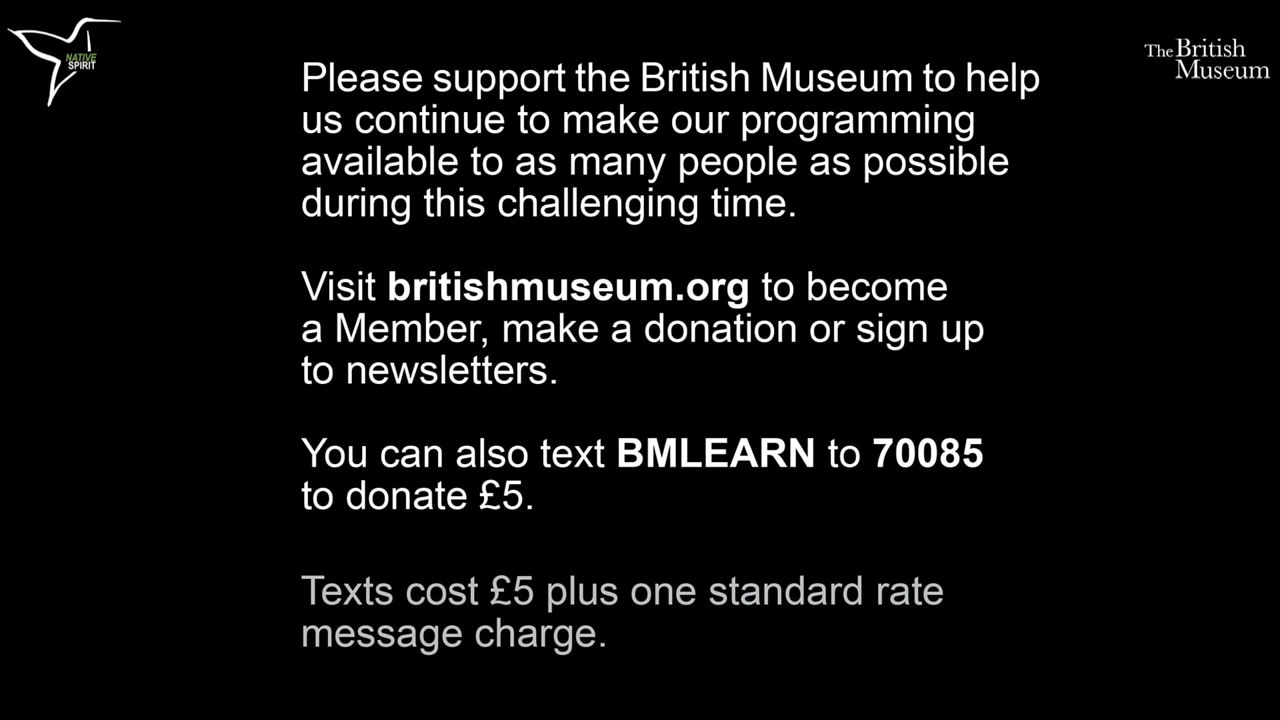 NATIVE
SPIRIT
The British
Museum
Please support the British Museum to help
us continue to make our programming
available to as many people as possible
during this challenging time.
Visit britishmuseum.org to become
a Member, make a donation or sign up
to newsletters.
You can also text BMLEARN to 70085
to donate £5.
Texts cost £5 plus one standard rate
message charge.